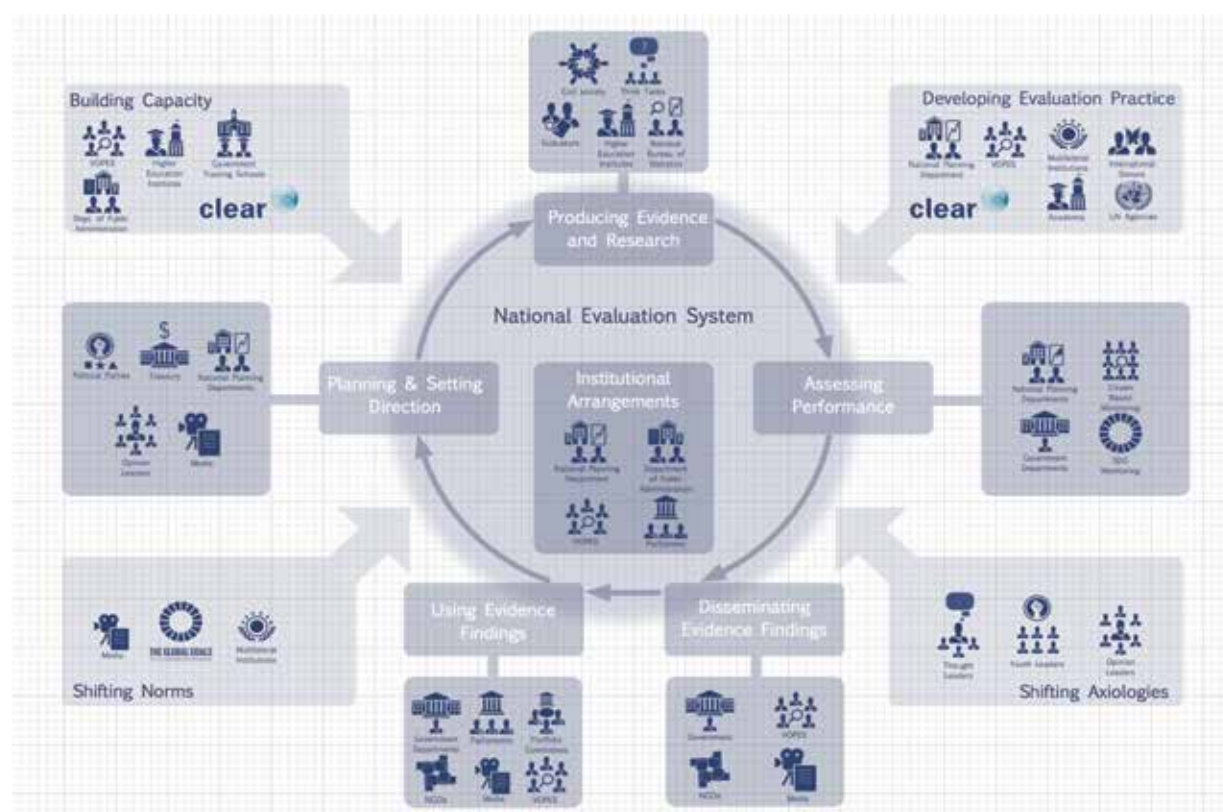 Building Capacity
VOPES
Higher
Education
Institutes
Government
Training Schools
Dept. of Public
Administration
clear
Civil society
Think Tanks
Evaluators
Higher
Education
Institutes
National
Bureau of
Statistics
Producing Evidence
and Research
Developing Evaluation Practice
National Planning
Department
VOPES
Multilateral
Institutions
International
Donors
clear
Academia
UN Agencies
National Evaluation System
Political Parties
Treasury
National Planning
Departments
Opinion
Leaders
Media
Planning & Setting
Direction
Institutional
Arrangements
National Planning
Department
Department
of Public
Administration
VOPES
Parliament
Assessing
Performance
National Planning
Departments
Citizen
Based
Monitoring
Government
Departments
SDG
Monitoring
Using Evidence
Findings
Disseminating
Evidence Findings
Media
THE GLOBAL GOALS
Multilateral
Institutions
Shifting Norms
Government
Departments
Parliaments
Portfolio
Committees
NGOs
Media
VOPES
Government
VOPES
NGOs
Media
Thought
Leaders
Youth Leaders
Opinion
Leaders
Shifting Axiologies